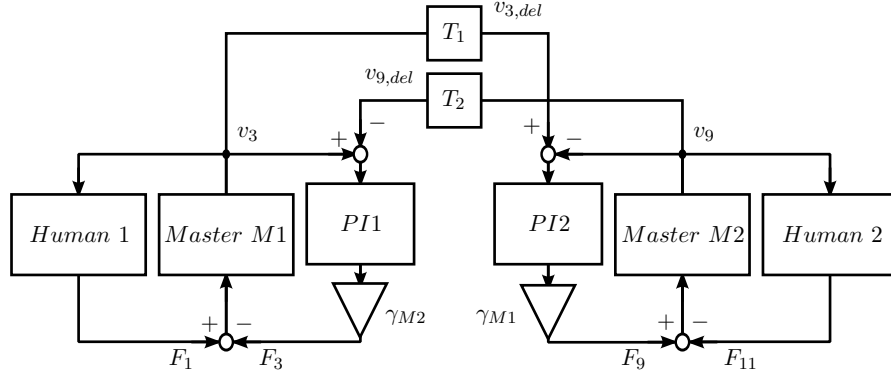 v3,del
T1
v9,del
T2
v3
+
−
+
−
v9
Human 1
Master M1
PI1
PI2
Master M2
Human 2
γM2
γM1
+
−
+
−
F1
F3
F9
F11